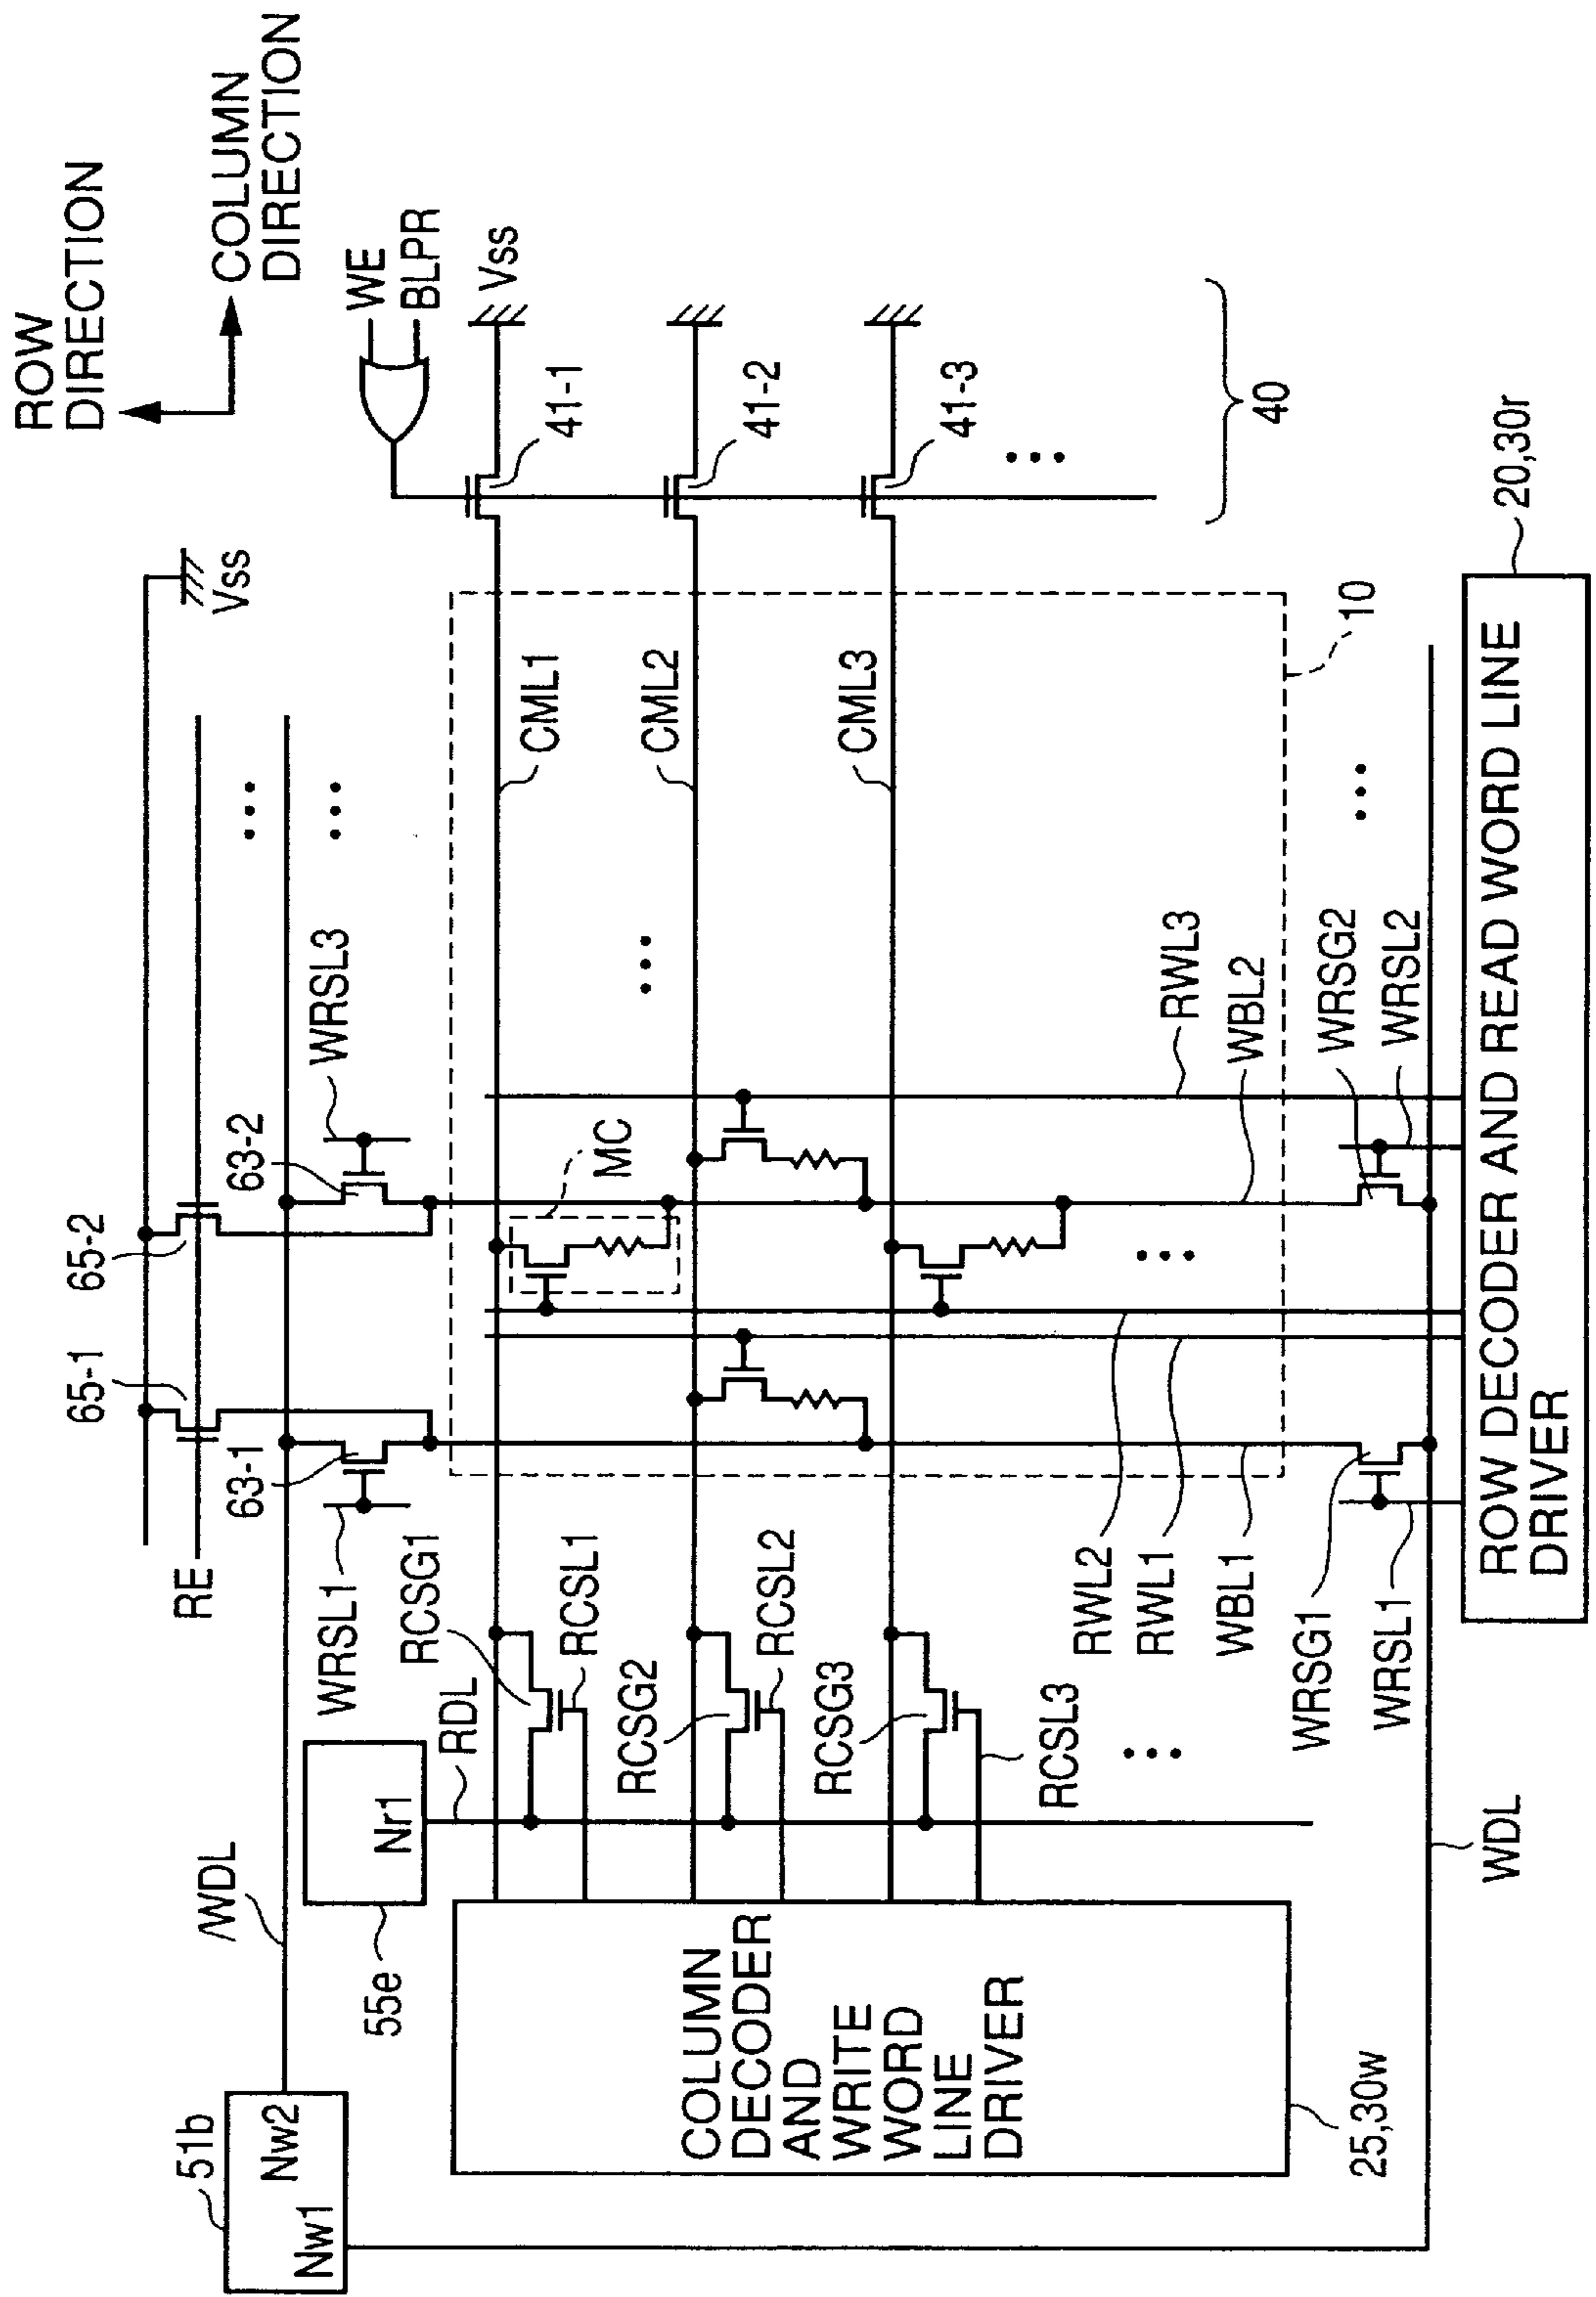 ROW
DIRECTION
COLUMN
DIRECTION
WE
BLPR
Vss
Vss
41-1
41-2
41-3
40
20,30r
10
CML1
CML2
CML3
WRSL3
63-2
65-2
65-1
63-1
RE
WRSL1
MC
RWL3
WBL2
WRSG2
WRSL2
RWL2
RWL1
WBL1
WRSG1
WRSL1
ROW DECODER AND READ WORD LINE
DRIVER
RCSG1
RCSL1
RCSG2
RCSL2
RCSG3
RCSL3
RDL
Nr1
55e
/WDL
WDL
51b
Nw2
Nw1
COLUMN
DECODER
AND
WRITE
WORD
LINE
DRIVER
25,30w